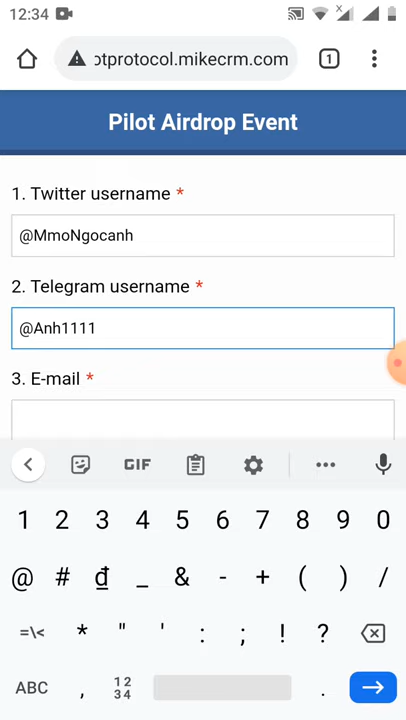 12:34
otprotocol.mikecrm.com
1
Pilot Airdrop Event
1. Twitter username *
@MmoNgocanh
2. Telegram username *
@Anh1111
3. E-mail *
GIF
1 2 3 4 5 6 7 8 9 0
@ # ₫ _ & - + ( ) /
=\< * " ' : ; ! ?
ABC , 12 34 .